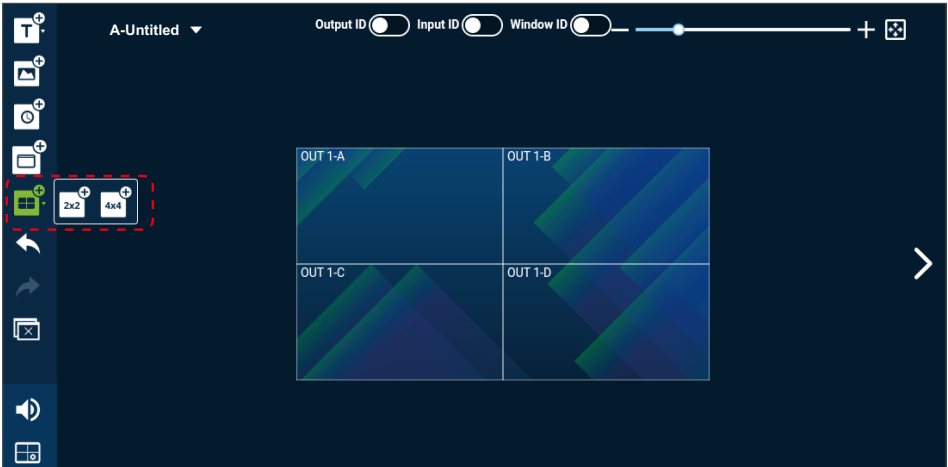 T
A-Untitled
Output ID
Input ID
Window ID
OUT 1-A
OUT 1-B
2x2
4x4
OUT 1-C
OUT 1-D